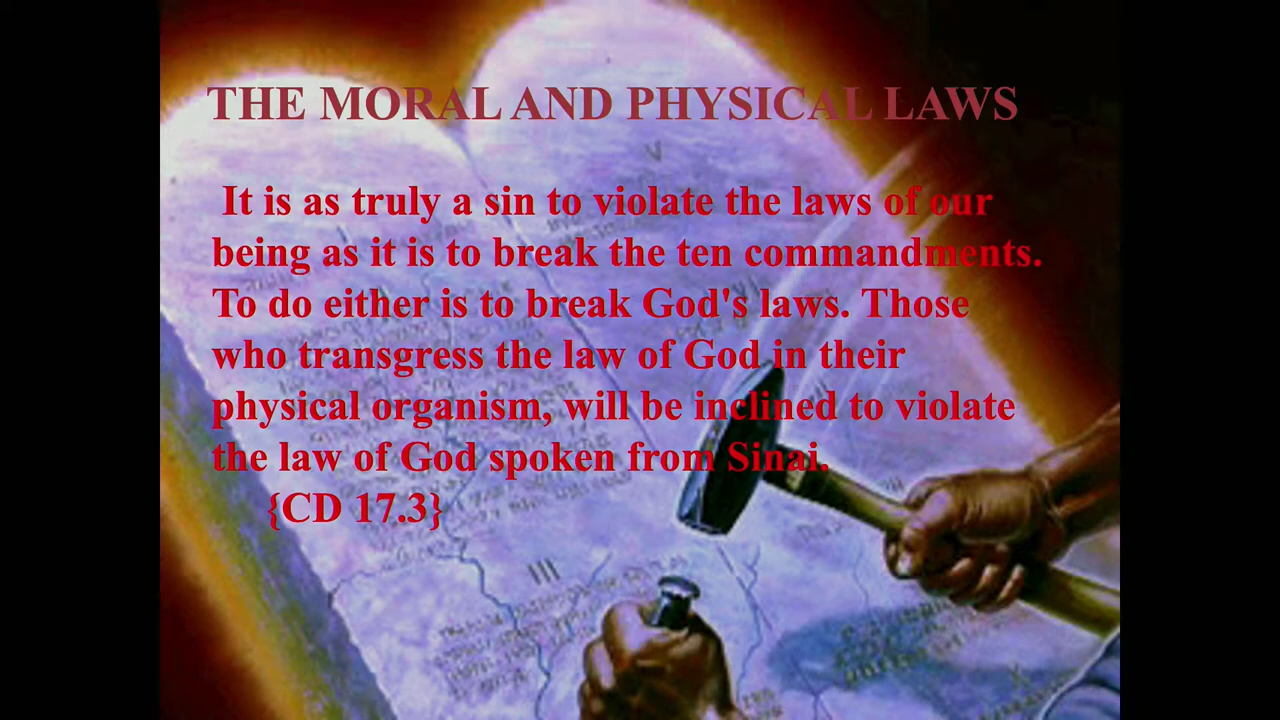 THE MORAL AND PHYSICAL LAWS
It is as truly a sin to violate the laws of our
being as it is to break the ten commandments.
To do either is to break God's laws. Those
who transgress the law of God in their
physical organism, will be inclined to violate
the law of God spoken from Sinai.
{CD 17.3}
V
III